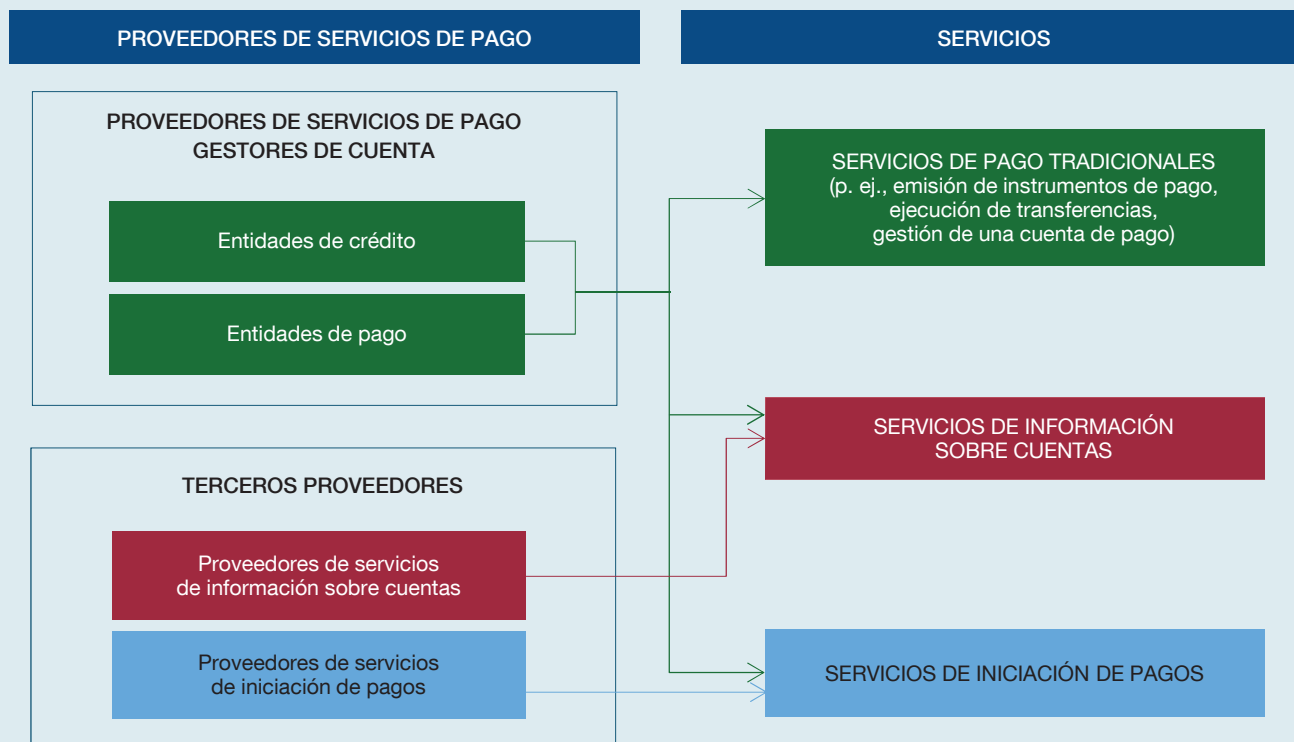 PROVEEDORES DE SERVICIOS DE PAGO
SERVICIOS
PROVEEDORES DE SERVICIOS DE PAGO
GESTORES DE CUENTA
Entidades de crédito
Entidades de pago
SERVICIOS DE PAGO TRADICIONALES
(p. ej., emisión de instrumentos de pago,
ejecución de transferencias,
gestión de una cuenta de pago)
SERVICIOS DE INFORMACIÓN
SOBRE CUENTAS
TERCEROS PROVEEDORES
Proveedores de servicios
de información sobre cuentas
Proveedores de servicios
de iniciación de pagos
SERVICIOS DE INICIACIÓN DE PAGOS